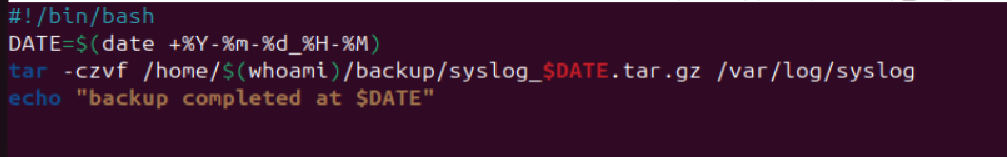 #!/bin/bash
DATE=$(date +%Y-%m-%d_%H-%M)
tar -czvf /home/$(whoami)/backup/syslog_$DATE.tar.gz /var/log/syslog
echo "backup completed at $DATE"